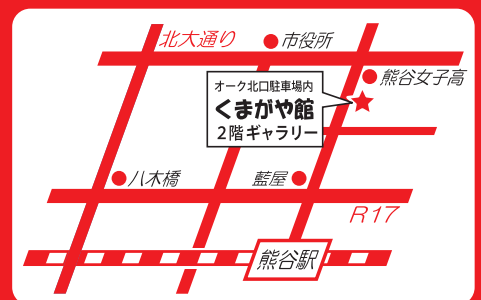 北大通り
市役所
熊谷女子高
オーク北口駐車場内
くまがや館
2階ギャラリー
八木橋
藍屋
R17
熊谷駅